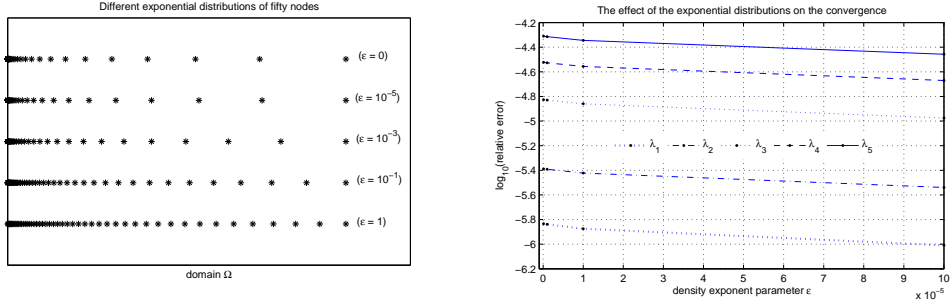 Different exponential distributions of fifty nodes
(ε = 0)
(ε = 10⁻⁵)
(ε = 10⁻³)
(ε = 10⁻¹)
(ε = 1)
domain Ω
The effect of the exponential distributions on the convergence
log₁₀(relative error)
−4.2
−4.4
−4.6
−4.8
−5
−5.2
−5.4
−5.6
−5.8
−6
−6.2
λ₁ λ₂ λ₃ λ₄ λ₅
0 1 2 3 4 5 6 7 8 9 10
x 10⁻⁵
density exponent parameter ε